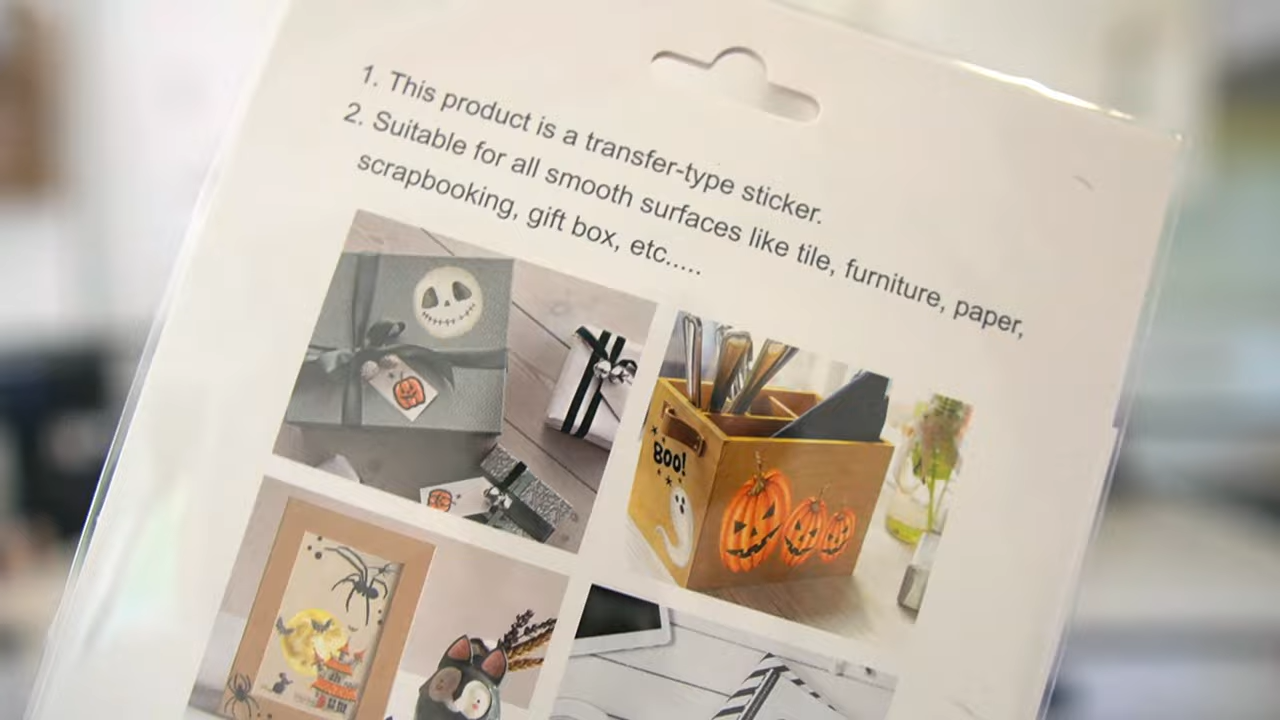 1. This product is a transfer-type sticker.
2. Suitable for all smooth surfaces like tile, furniture, paper,
scrapbooking, gift box, etc.....
BOO!